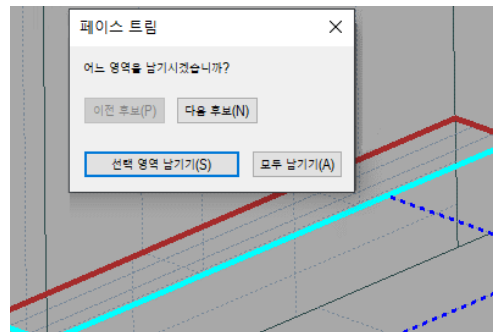 페이스 트림
어느 영역을 남기시겠습니까?
이전 후보(P) 다음 후보(N)
선택 영역 남기기(S) 모두 남기기(A)